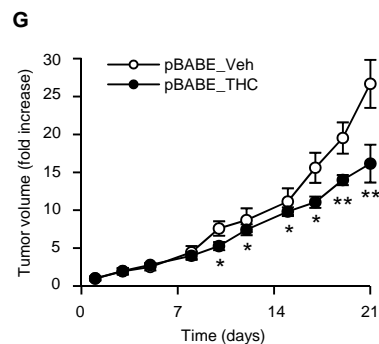 G
pBABE_Veh
pBABE_THC
Tumor volume (fold increase)
30
25
20
15
10
5
0
* * * * ** **
0 7 14 21
Time (days)